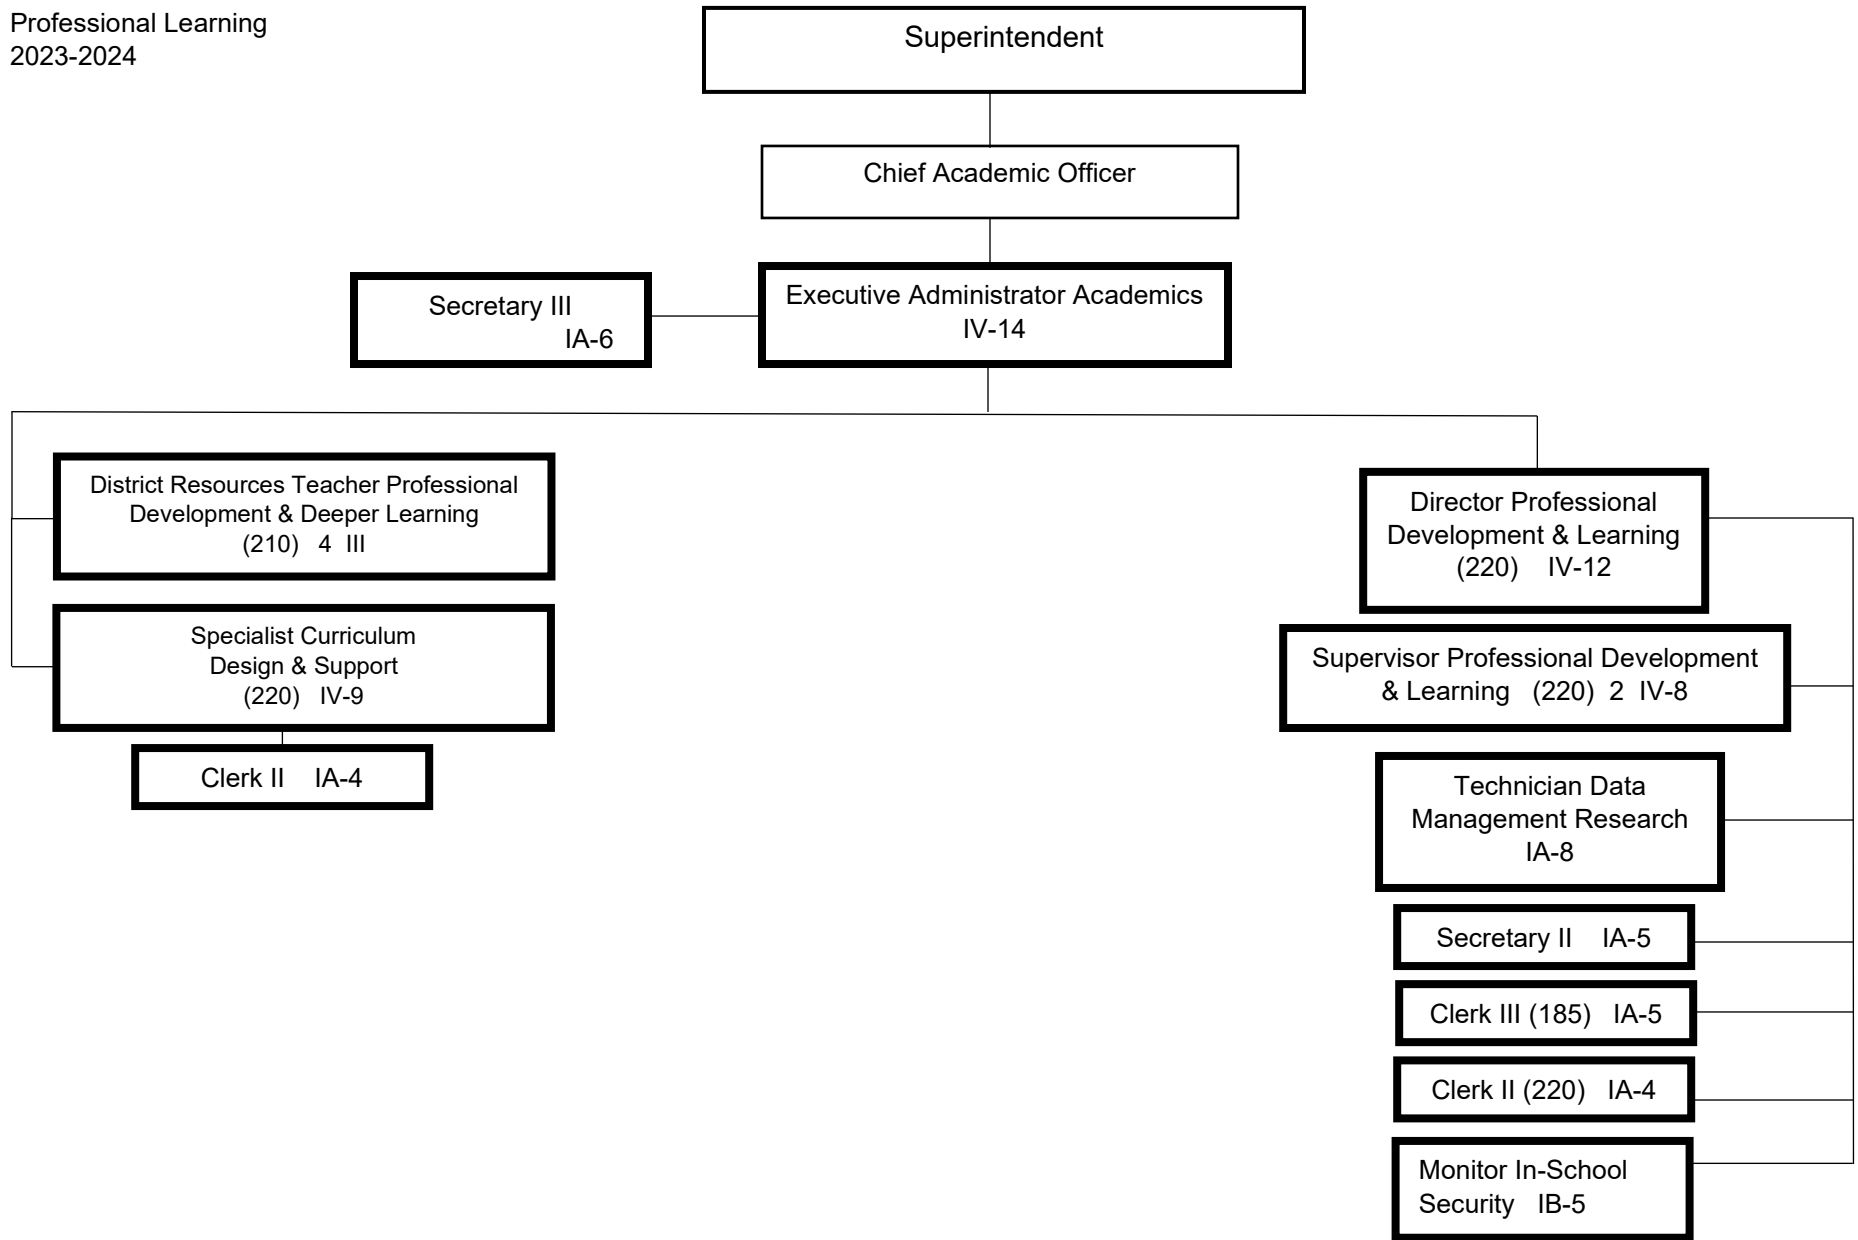 Professional Learning
2023-2024
Superintendent
Chief Academic Officer
Executive Administrator Academics
IV-14
Secretary III
IA-6
District Resources Teacher Professional
Development & Deeper Learning
(210) 4 III
Specialist Curriculum
Design & Support
(220) IV-9
Clerk II IA-4
Director Professional
Development & Learning
(220) IV-12
Supervisor Professional Development
& Learning (220) 2 IV-8
Technician Data
Management Research
IA-8
Secretary II IA-5
Clerk III (185) IA-5
Clerk II (220) IA-4
Monitor In-School
Security IB-5